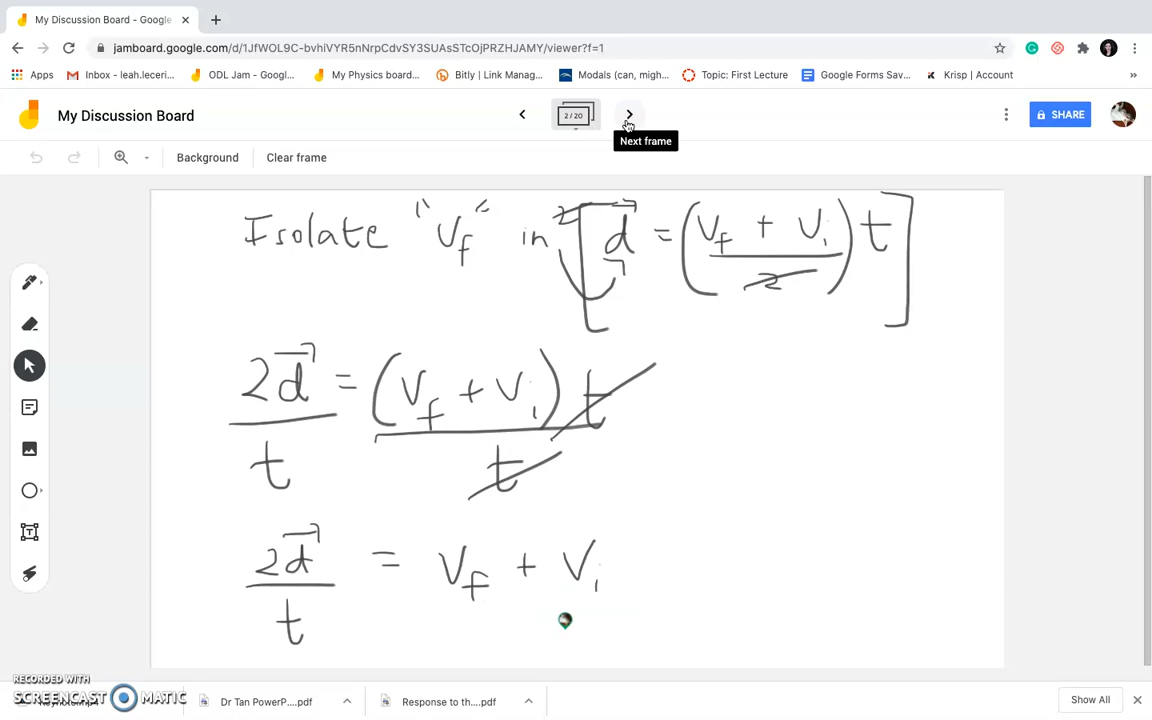 My Discussion Board - Google
jamboard.google.com/d/1JfWOL9C-bvhiVYR5nNrpCdvSY3SUAsSTcOjPRZHJAMY/viewer?f=1
Apps Inbox - leah.leceri... ODL Jam - Googl... My Physics board... Bitly | Link Manag... Modals (can, migh... Topic: First Lecture Google Forms Sav... Krisp | Account »
My Discussion Board 2 / 20 SHARE
Next frame
Background Clear frame
Isolate "Vf" in 2[d = (Vf + Vi / 2) t]
2d / t = (Vf + Vi) t / t
2d / t = Vf + Vi
RECORDED WITH
SCREENCAST MATIC
Dr Tan PowerP....pdf Response to th....pdf Show All